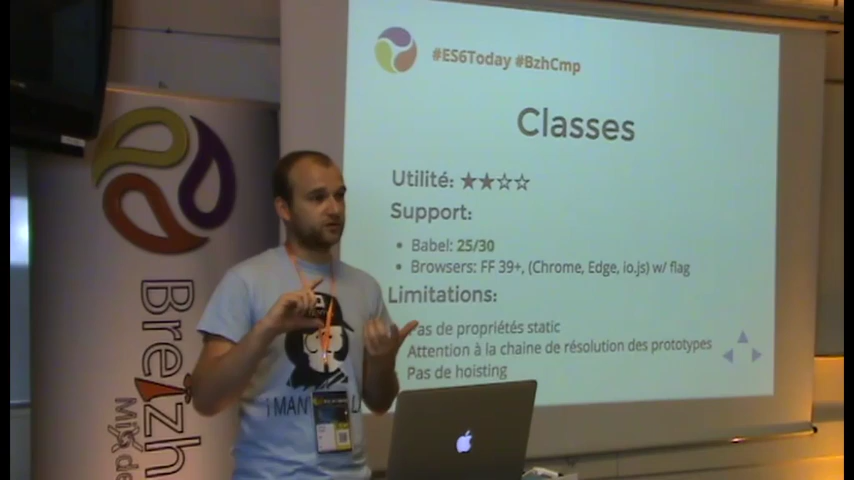 #ES6Today #BzhCmp
Classes
Utilité: ★★☆☆
Support:
• Babel: 25/30
• Browsers: FF 39+, (Chrome, Edge, io.js) w/ flag
Limitations:
Pas de propriétés static
Attention à la chaine de résolution des prototypes
Pas de hoisting
Breizh